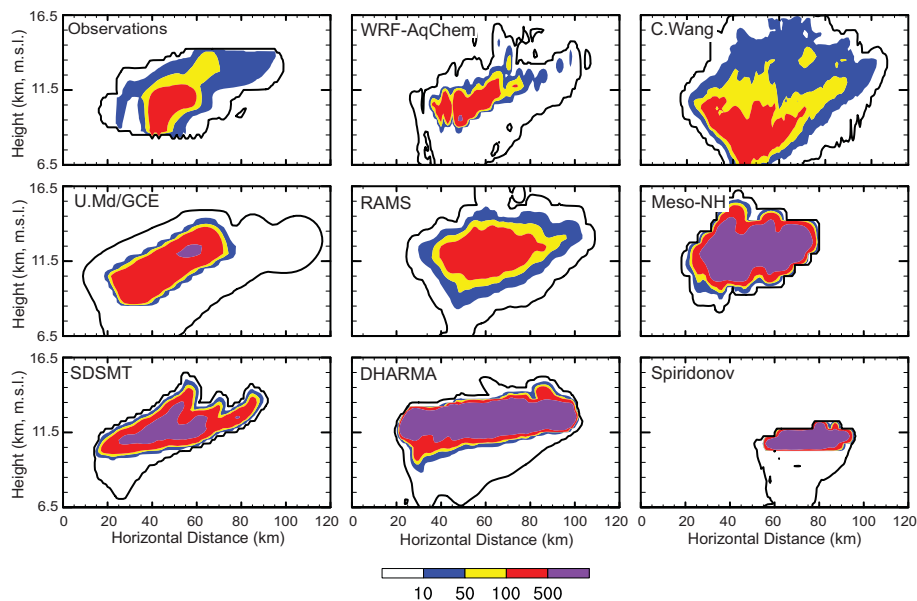 Observations
WRF-AqChem
C.Wang
16.5
11.5
6.5
Height (km, m.s.l.)
U.Md/GCE
RAMS
Meso-NH
16.5
11.5
6.5
Height (km, m.s.l.)
SDSMT
DHARMA
Spiridonov
16.5
11.5
6.5
Height (km, m.s.l.)
0 20 40 60 80 100
0 20 40 60 80 100
0 20 40 60 80 100 120
Horizontal Distance (km)
Horizontal Distance (km)
Horizontal Distance (km)
10 50 100 500